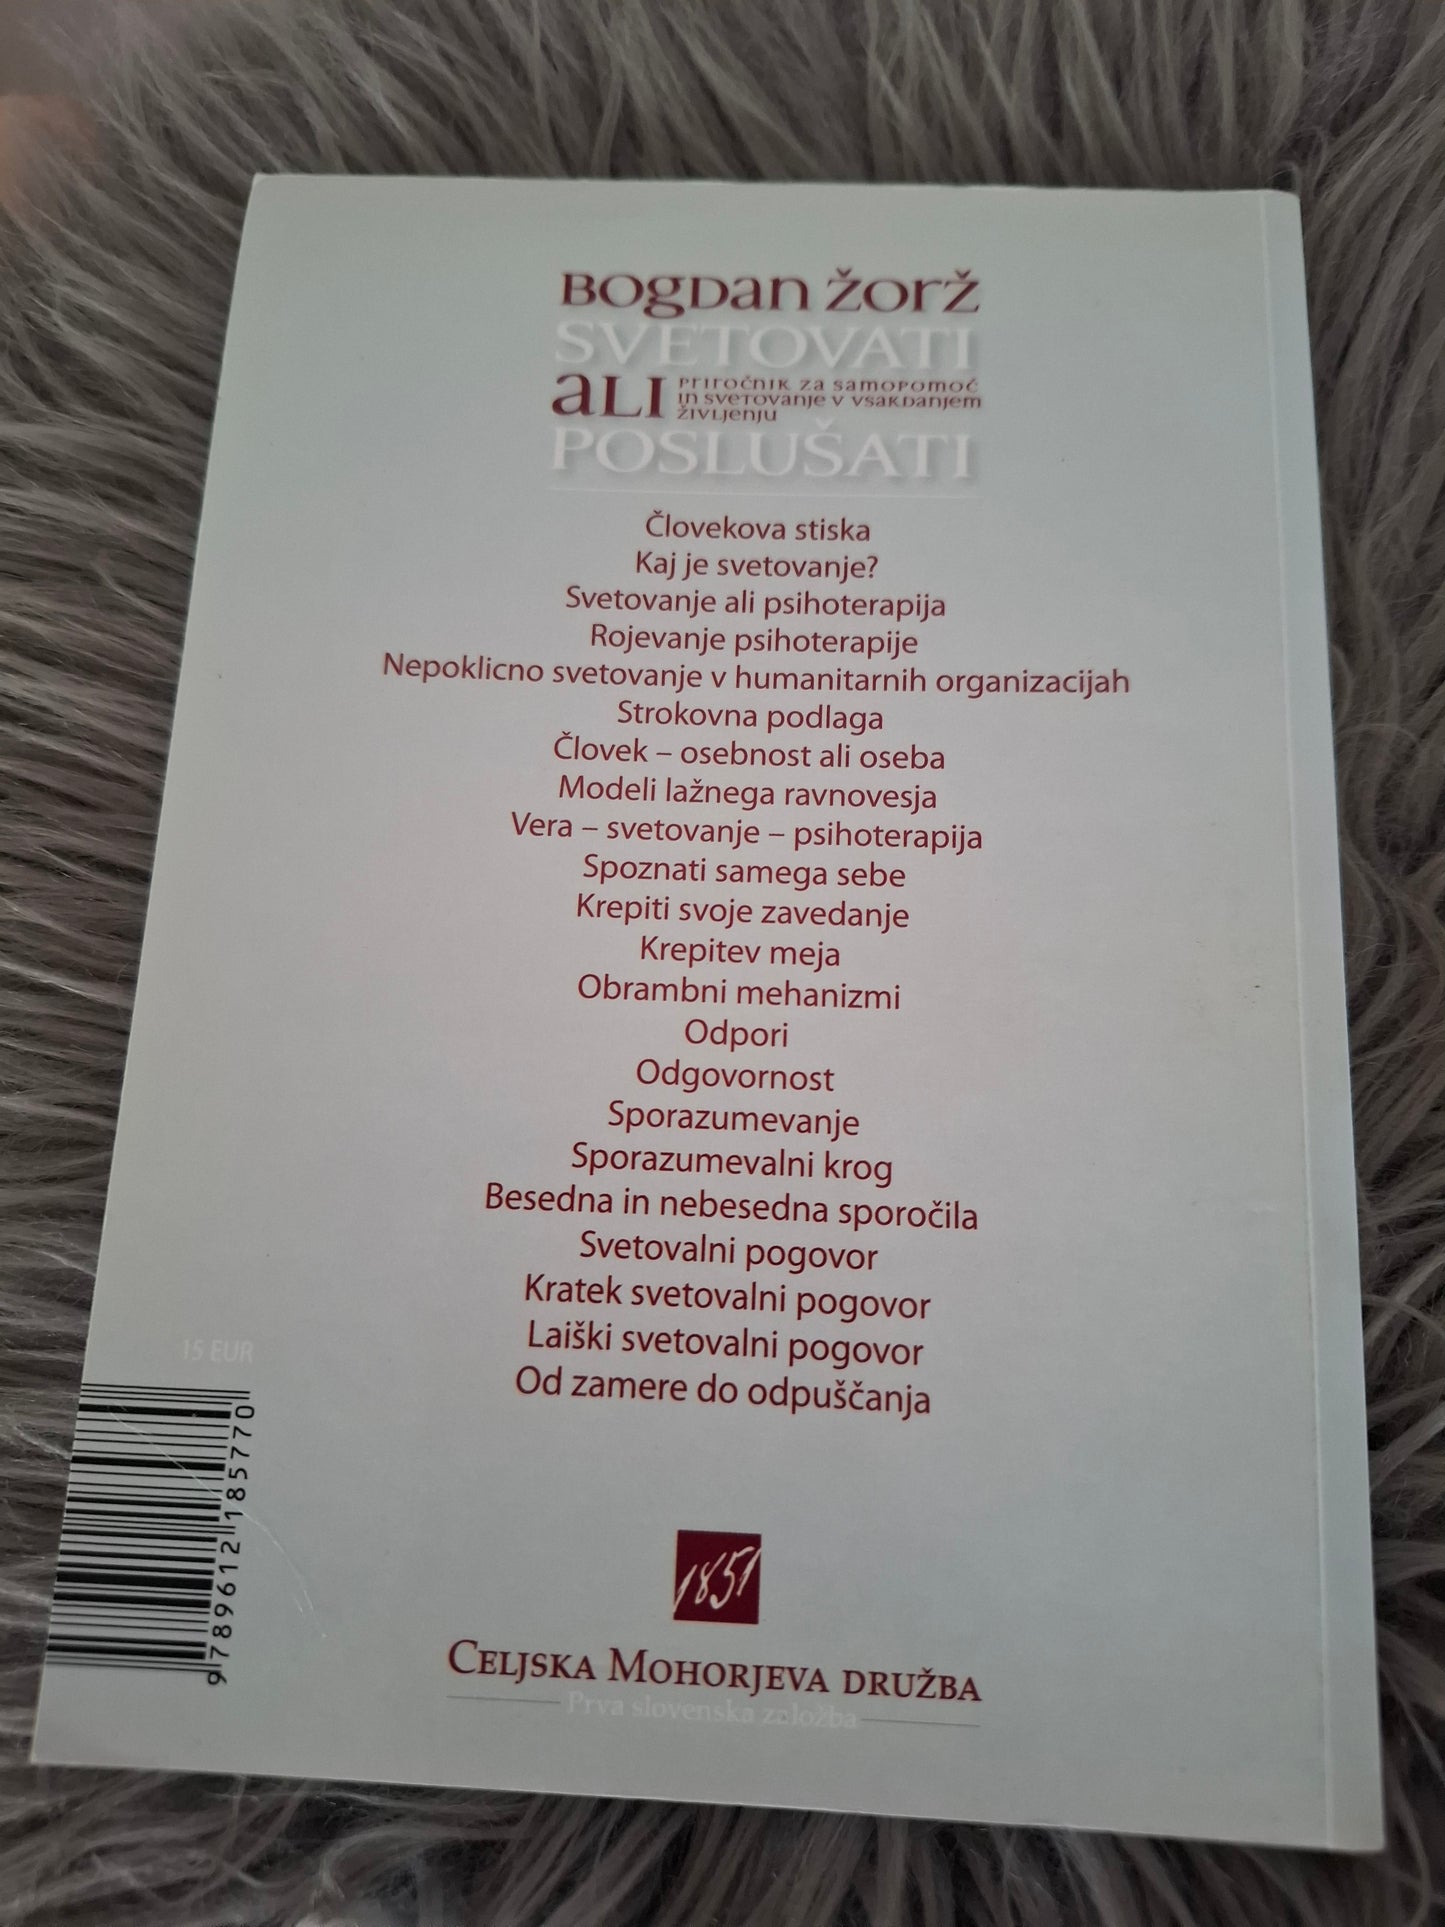 Bogdan Žorž
SVETOVATI
ALI
PRIROČNIK ZA SAMOPOMOČ
IN SVETOVANJE V VSAKDANJEM
ŽIVLJENJU
POSLUŠATI
Človekova stiska
Kaj je svetovanje?
Svetovanje ali psihoterapija
Rojevanje psihoterapije
Nepoklicno svetovanje v humanitarnih organizacijah
Strokovna podlaga
Človek – osebnost ali oseba
Modeli lažnega ravnovesja
Vera – svetovanje – psihoterapija
Spoznati samega sebe
Krepiti svoje zavedanje
Krepitev meja
Obrambni mehanizmi
Odpori
Odgovornost
Sporazumevanje
Sporazumevalni krog
Besedna in nebesedna sporočila
Svetovalni pogovor
Kratek svetovalni pogovor
Laiški svetovalni pogovor
Od zamere do odpuščanja
15 EUR
9789612185770
1851
CELJSKA MOHORJEVA DRUŽBA
Prva slovenska založba